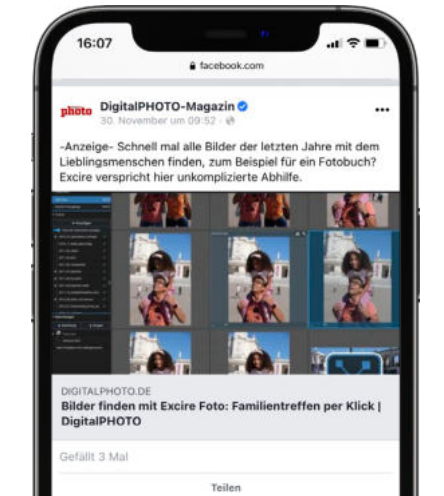 16:07
facebook.com
photo
DigitalPHOTO-Magazin
30. November um 09:52 ·
-Anzeige- Schnell mal alle Bilder der letzten Jahre mit dem
Lieblingsmenschen finden, zum Beispiel für ein Fotobuch?
Excire verspricht hier unkomplizierte Abhilfe.
DIGITALPHOTO.DE
Bilder finden mit Excire Foto: Familientreffen per Klick |
DigitalPHOTO
Gefällt 3 Mal
Teilen